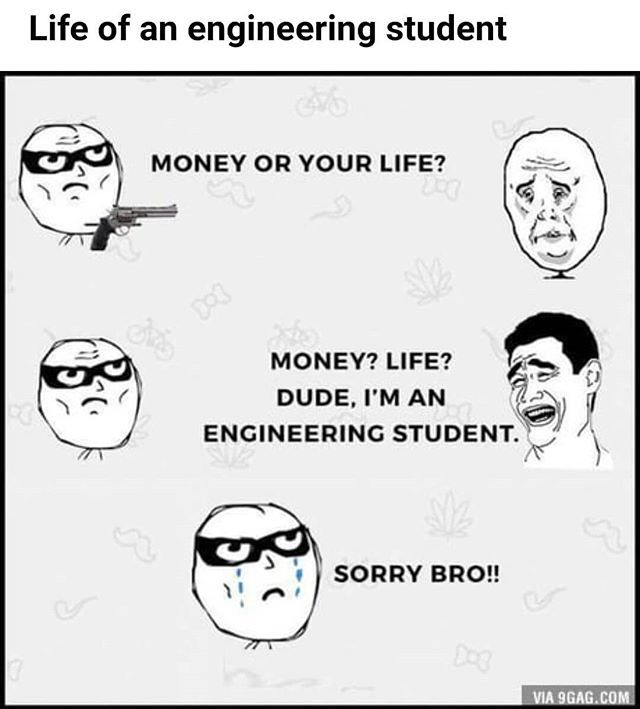 Life of an engineering student
MONEY OR YOUR LIFE?
MONEY? LIFE?
DUDE, I'M AN
ENGINEERING STUDENT.
SORRY BRO!!
VIA 9GAG.COM